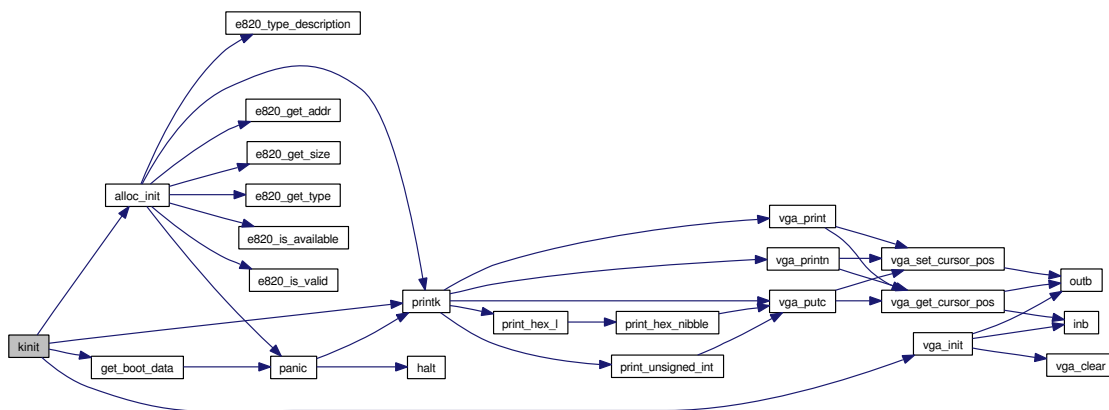 e820_type_description
e820_get_addr
e820_get_size
alloc_init
e820_get_type
vga_print
e820_is_available
vga_printn
vga_set_cursor_pos
e820_is_valid
outb
printk
vga_putc
vga_get_cursor_pos
print_hex_l
print_hex_nibble
inb
kinit
vga_init
get_boot_data
panic
halt
print_unsigned_int
vga_clear